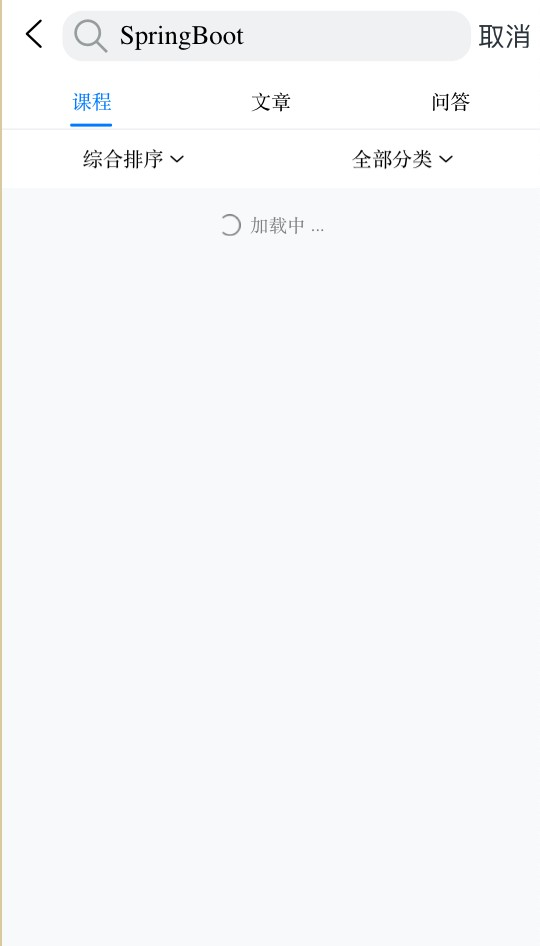 SpringBoot 取消
课程 文章 问答
综合排序 全部分类
加载中 ...